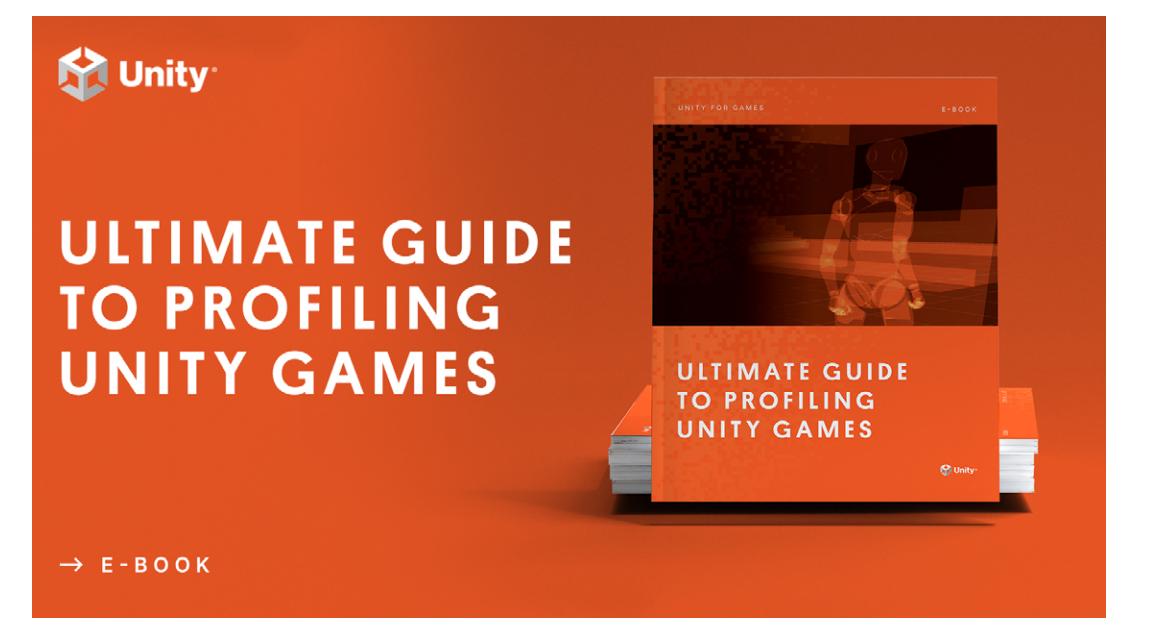 Unity
ULTIMATE GUIDE
TO PROFILING
UNITY GAMES
→ E-BOOK
UNITY FOR GAMES
E-BOOK
ULTIMATE GUIDE
TO PROFILING
UNITY GAMES
Unity